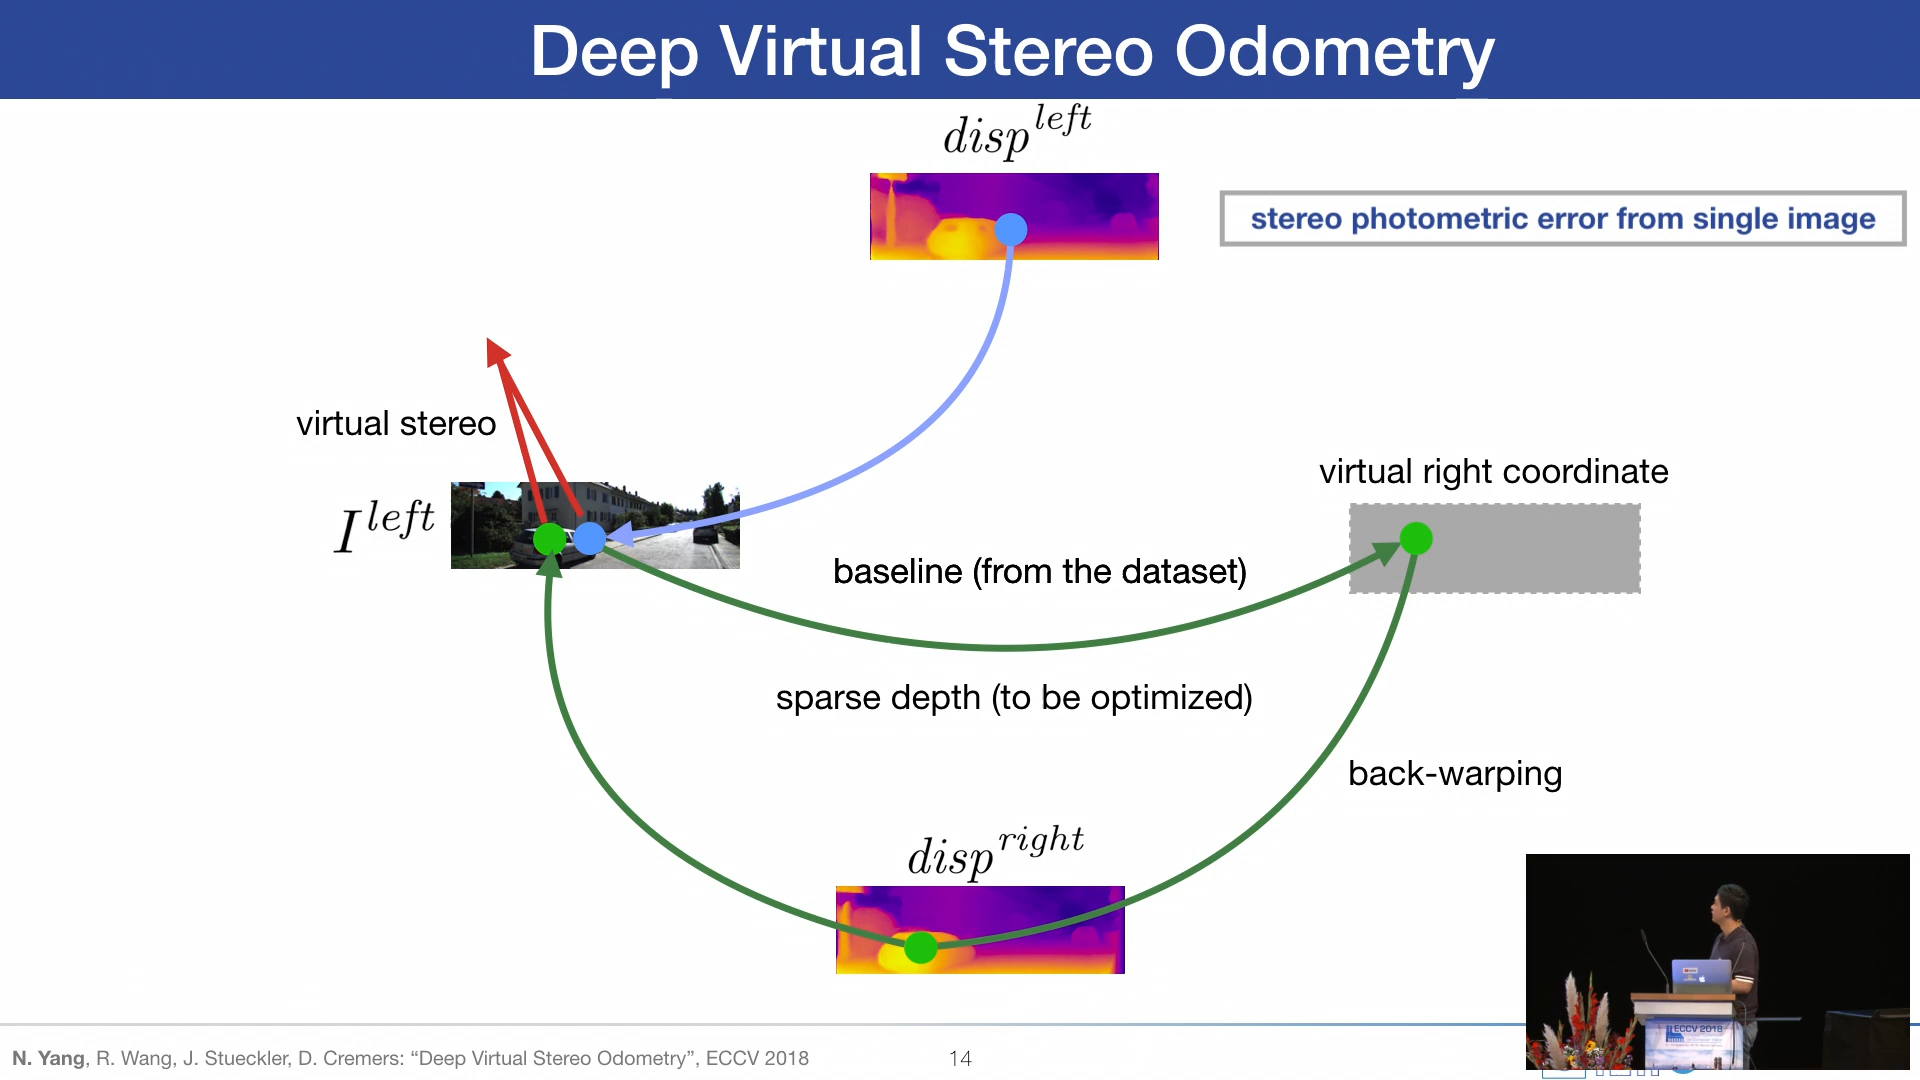 Deep Virtual Stereo Odometry
disp^left
stereo photometric error from single image
virtual stereo
virtual right coordinate
I^left
baseline (from the dataset)
sparse depth (to be optimized)
back-warping
disp^right
ECCV 2018
N. Yang, R. Wang, J. Stueckler, D. Cremers: “Deep Virtual Stereo Odometry”, ECCV 2018
14